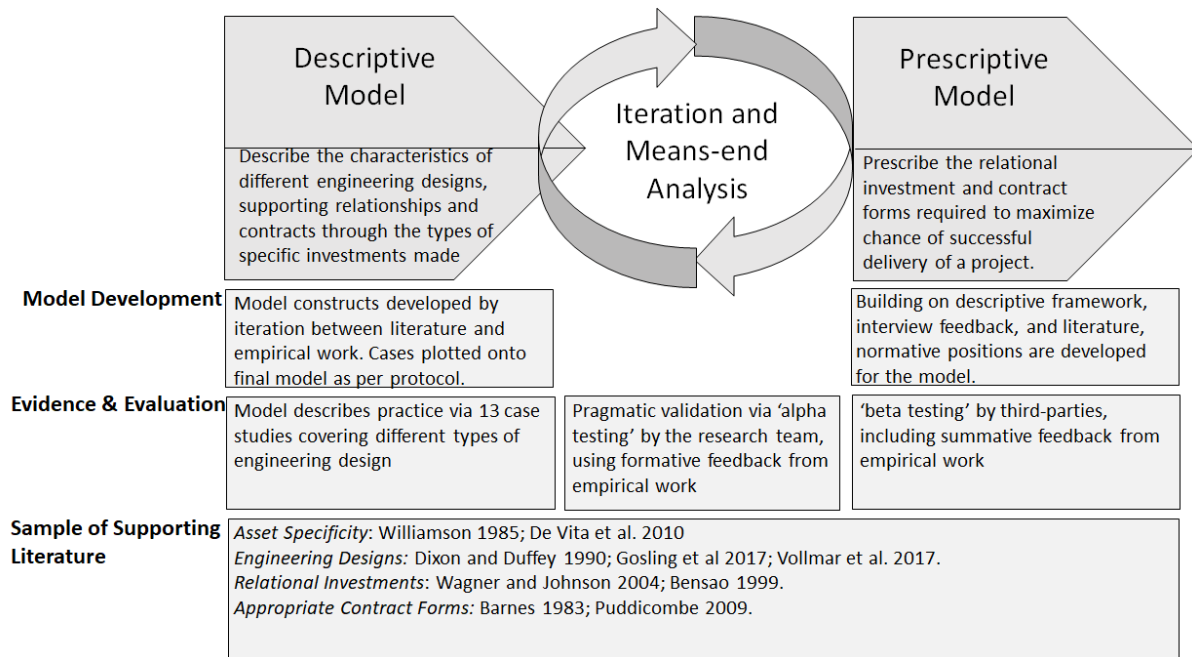 Descriptive
Model
Describe the characteristics of
different engineering designs,
supporting relationships and
contracts through the types of
specific investments made
Iteration and
Means-end
Analysis
Prescriptive
Model
Prescribe the relational
investment and contract
forms required to maximize
chance of successful
delivery of a project.
Model Development
Model constructs developed by
iteration between literature and
empirical work. Cases plotted onto
final model as per protocol.
Building on descriptive framework,
interview feedback, and literature,
normative positions are developed
for the model.
Evidence & Evaluation
Model describes practice via 13 case
studies covering different types of
engineering design
Pragmatic validation via ‘alpha
testing’ by the research team,
using formative feedback from
empirical work
‘beta testing’ by third-parties,
including summative feedback from
empirical work
Sample of Supporting
Literature
Asset Specificity: Williamson 1985; De Vita et al. 2010
Engineering Designs: Dixon and Duffey 1990; Gosling et al 2017; Vollmar et al. 2017.
Relational Investments: Wagner and Johnson 2004; Bensao 1999.
Appropriate Contract Forms: Barnes 1983; Puddicombe 2009.